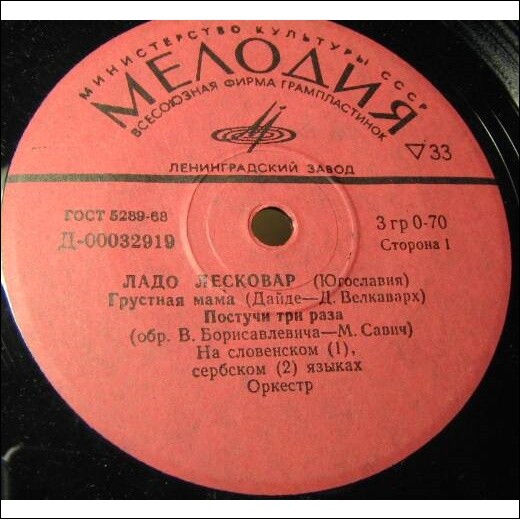 МИНИСТЕРСТВО КУЛЬТУРЫ СССР
МЕЛОДИЯ
ВСЕСОЮЗНАЯ ФИРМА ГРАМПЛАСТИНОК
ЛЕНИНГРАДСКИЙ ЗАВОД
▽33
ГОСТ 5289-68
Д-00032919
3 гр 0-70
Сторона 1
ЛАДО ЛЕСКОВАР (Югославия)
Грустная мама (Дайде—Д. Велкаварх)
Постучи три раза
(обр. В. Борисавлевича—М. Савич)
На словенском (1),
сербском (2) языках
Оркестр